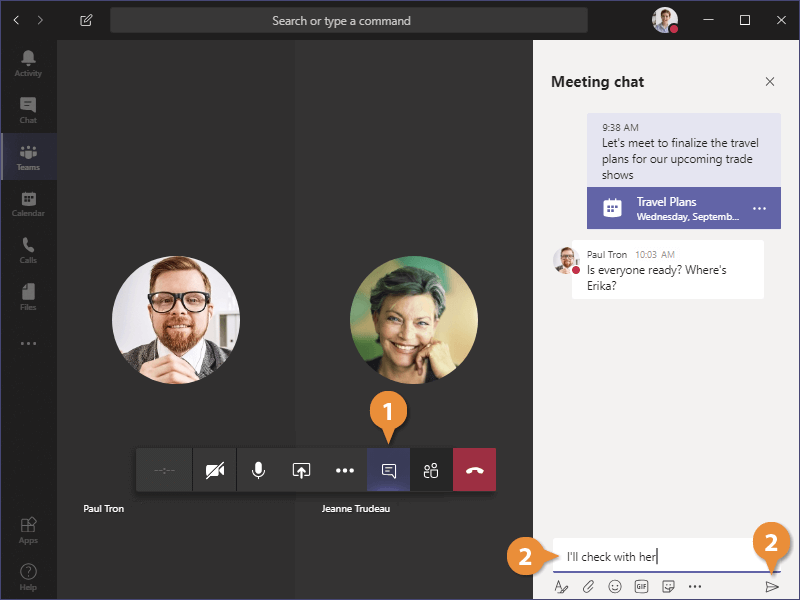 Search or type a command
Activity
Chat
Teams
Calendar
Calls
Files
Apps
Help
Paul Tron
Jeanne Trudeau
--:--
1
Meeting chat
9:38 AM
Let's meet to finalize the travel
plans for our upcoming trade
shows
Travel Plans
Wednesday, Septemb...
Paul Tron 10:03 AM
Is everyone ready? Where's
Erika?
2
I'll check with her
2
GIF